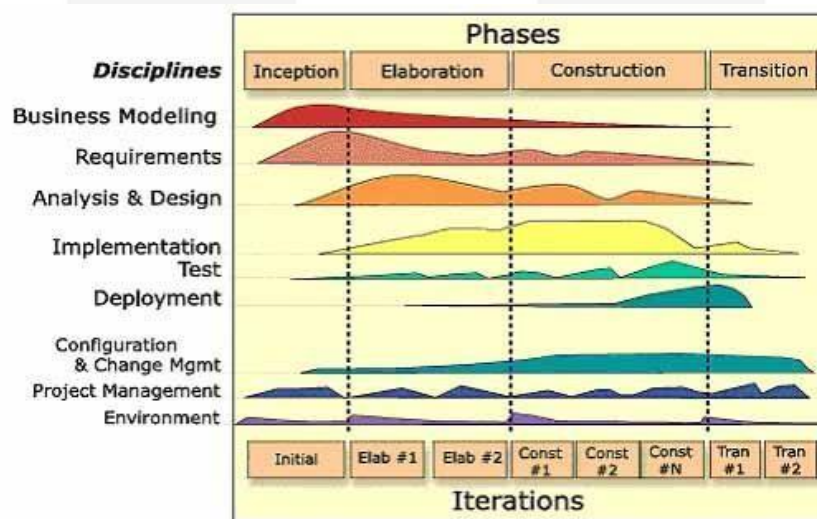 Phases
Disciplines
Inception
Elaboration
Construction
Transition
Business Modeling
Requirements
Analysis & Design
Implementation
Test
Deployment
Configuration
& Change Mgmt
Project Management
Environment
Initial
Elab #1
Elab #2
Const
#1
Const
#2
Const
#N
Tran
#1
Tran
#2
Iterations